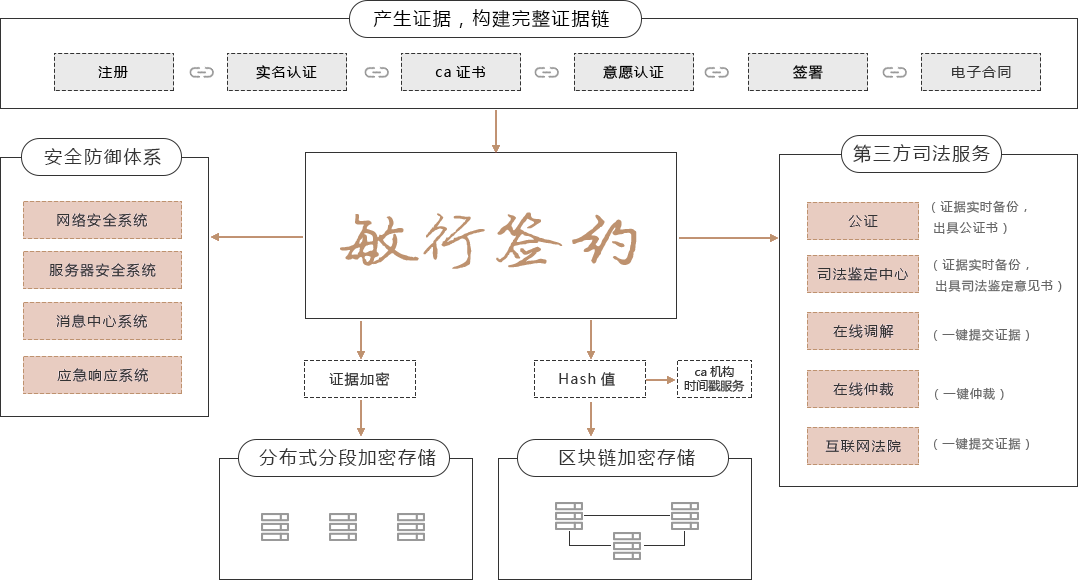 产生证据，构建完整证据链
注册
实名认证
ca 证书
意愿认证
签署
电子合同
安全防御体系
网络安全系统
服务器安全系统
消息中心系统
应急响应系统
敏行签约
第三方司法服务
公证
（证据实时备份，
出具公证书）
司法鉴定中心
（证据实时备份，
出具司法鉴定意见书）
在线调解
（一键提交证据）
在线仲裁
（一键仲裁）
互联网法院
（一键提交证据）
证据加密
Hash 值
ca 机构
时间戳服务
分布式分段加密存储
区块链加密存储